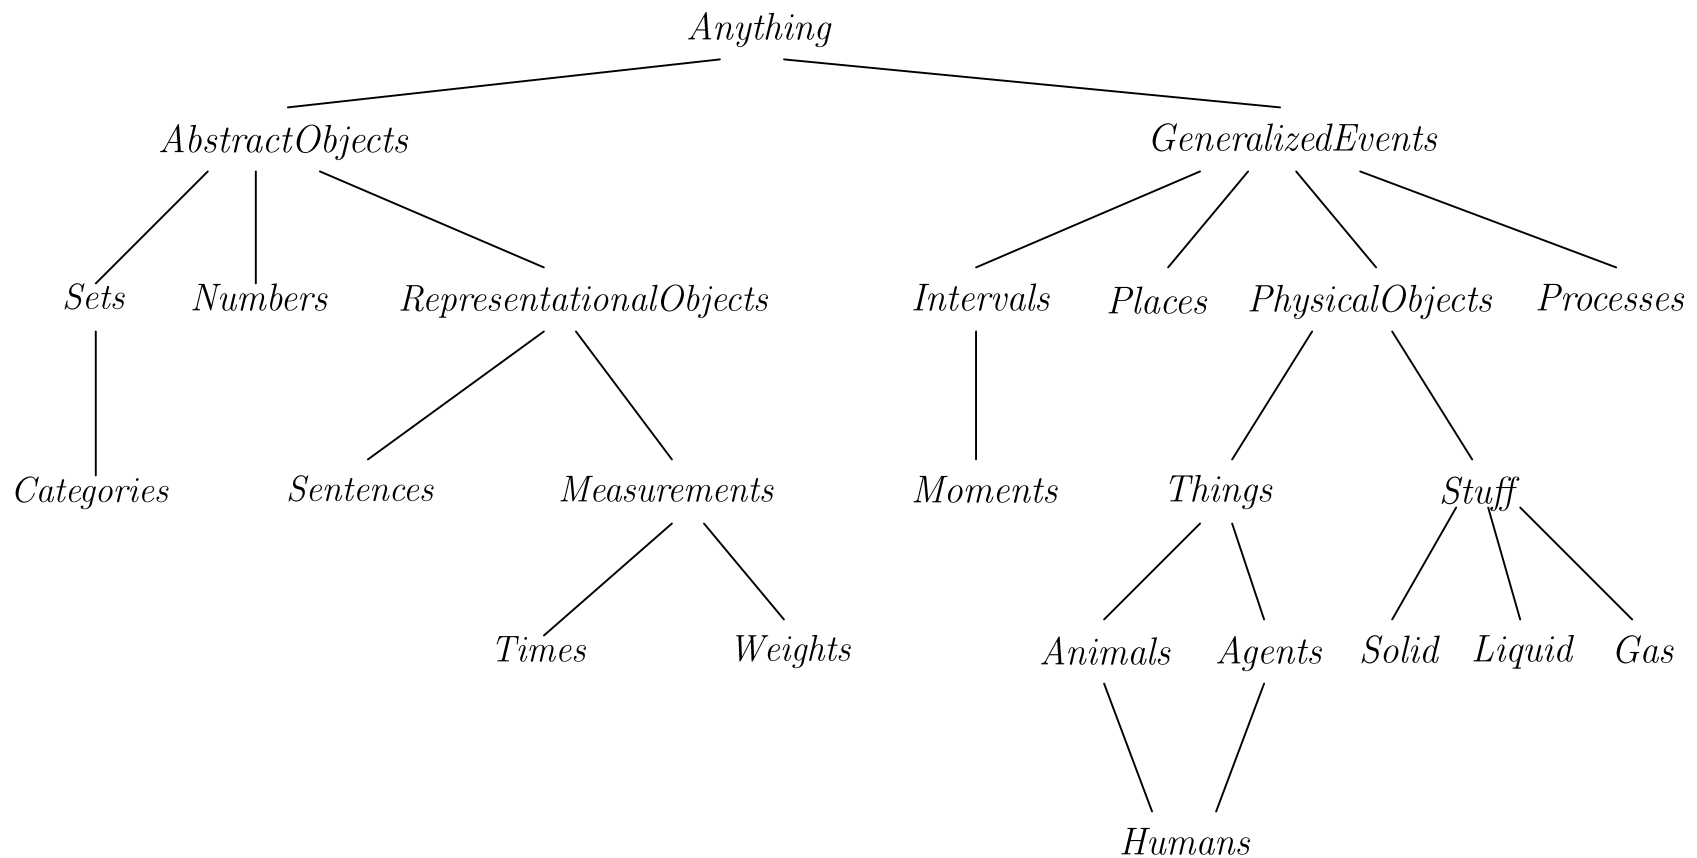 Anything
AbstractObjects GeneralizedEvents
Sets Numbers RepresentationalObjects Intervals Places PhysicalObjects Processes
Categories Sentences Measurements Moments Things Stuff
Times Weights Animals Agents Solid Liquid Gas
Humans